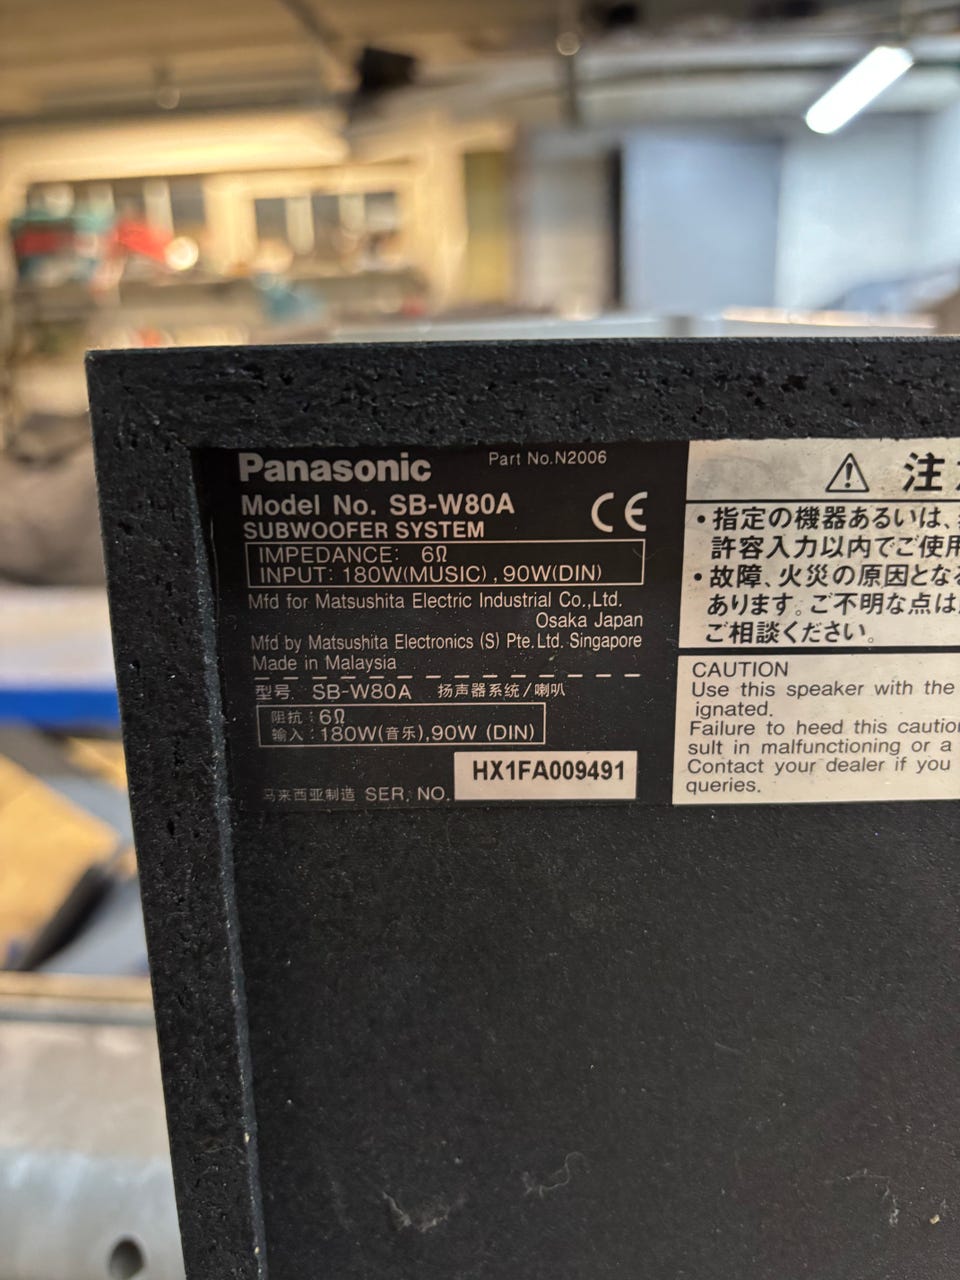 Panasonic Part No.N2006
Model No. SB-W80A
SUBWOOFER SYSTEM
CE
IMPEDANCE: 6Ω
INPUT: 180W(MUSIC), 90W(DIN)
Mfd for Matsushita Electric Industrial Co.,Ltd.
Osaka Japan
Mfd by Matsushita Electronics (S) Pte. Ltd. Singapore
Made in Malaysia
型号 SB-W80A 扬声器系统/喇叭
阻抗:6Ω
输入:180W(音乐),90W (DIN)
马来西亚制造 SER. NO. HX1FA009491
注
・指定の機器あるいは、
許容入力以内でご使用
・故障、火災の原因となる
あります。ご不明な点は
ご相談ください。
CAUTION
Use this speaker with the
ignated.
Failure to heed this caution
sult in malfunctioning or a
Contact your dealer if you
queries.